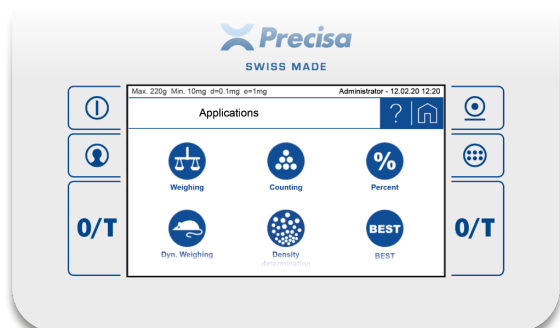 Precisa
SWISS MADE
Max. 220g Min. 10mg d=0.1mg e=1mg
Administrator - 12.02.20 12:20
Applications
?
Weighing
Counting
%
Percent
0/T
0/T
Dyn. Weighing
Density
determination
BEST
BEST